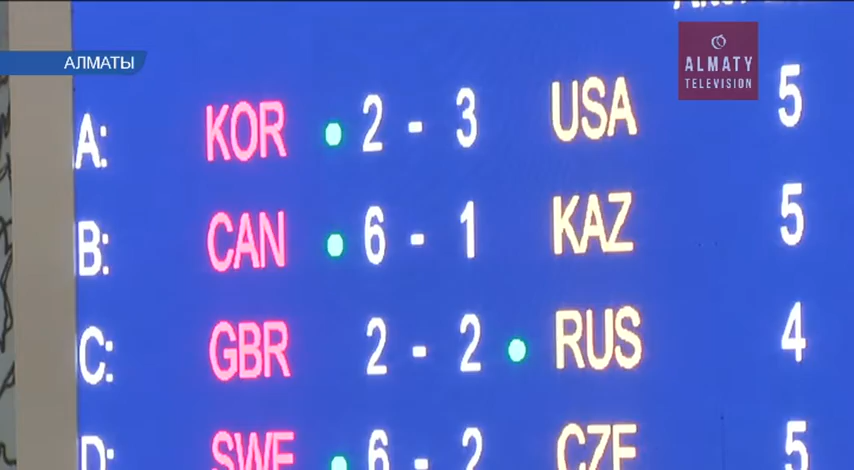 АЛМАТЫ
ALMATY
TELEVISION
A: KOR 2 - 3 USA 5
B: CAN 6 - 1 KAZ 5
C: GBR 2 - 2 RUS 4
D: SWE 6 - 2 CZE 5